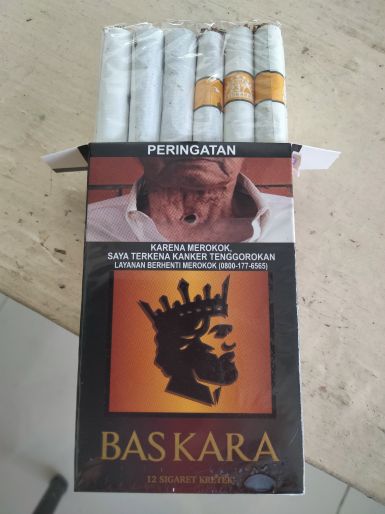 PERINGATAN
KARENA MEROKOK,
SAYA TERKENA KANKER TENGGOROKAN
LAYANAN BERHENTI MEROKOK (0800-177-6565)
BASKARA
12 SIGARET KRETEK